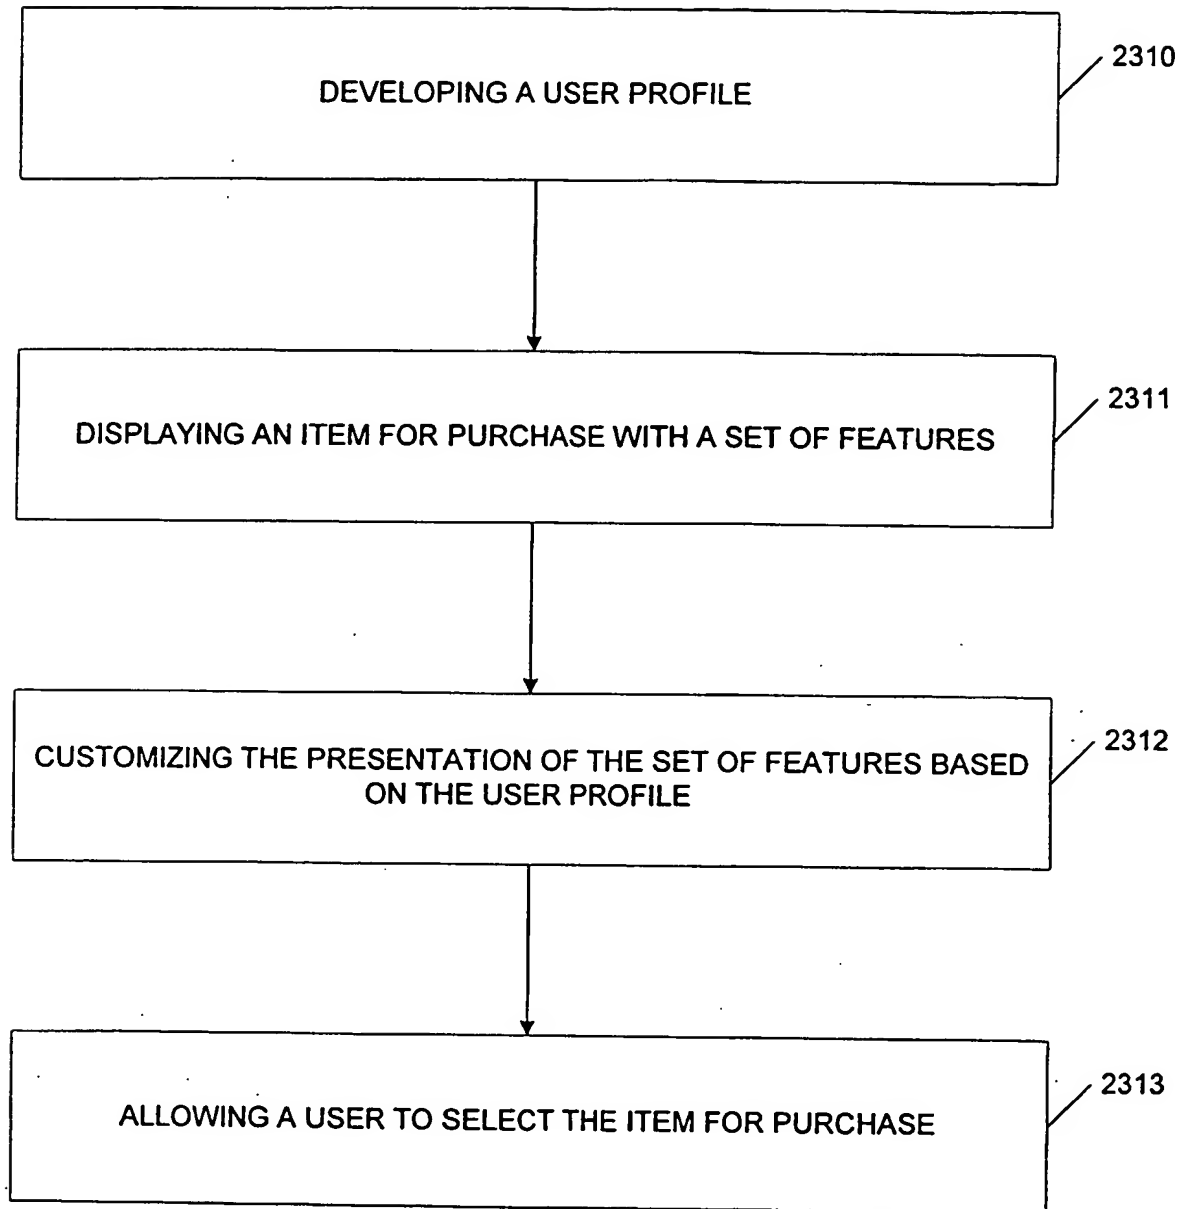 DEVELOPING A USER PROFILE
2310
DISPLAYING AN ITEM FOR PURCHASE WITH A SET OF FEATURES
2311
CUSTOMIZING THE PRESENTATION OF THE SET OF FEATURES BASED
ON THE USER PROFILE
2312
ALLOWING A USER TO SELECT THE ITEM FOR PURCHASE
2313